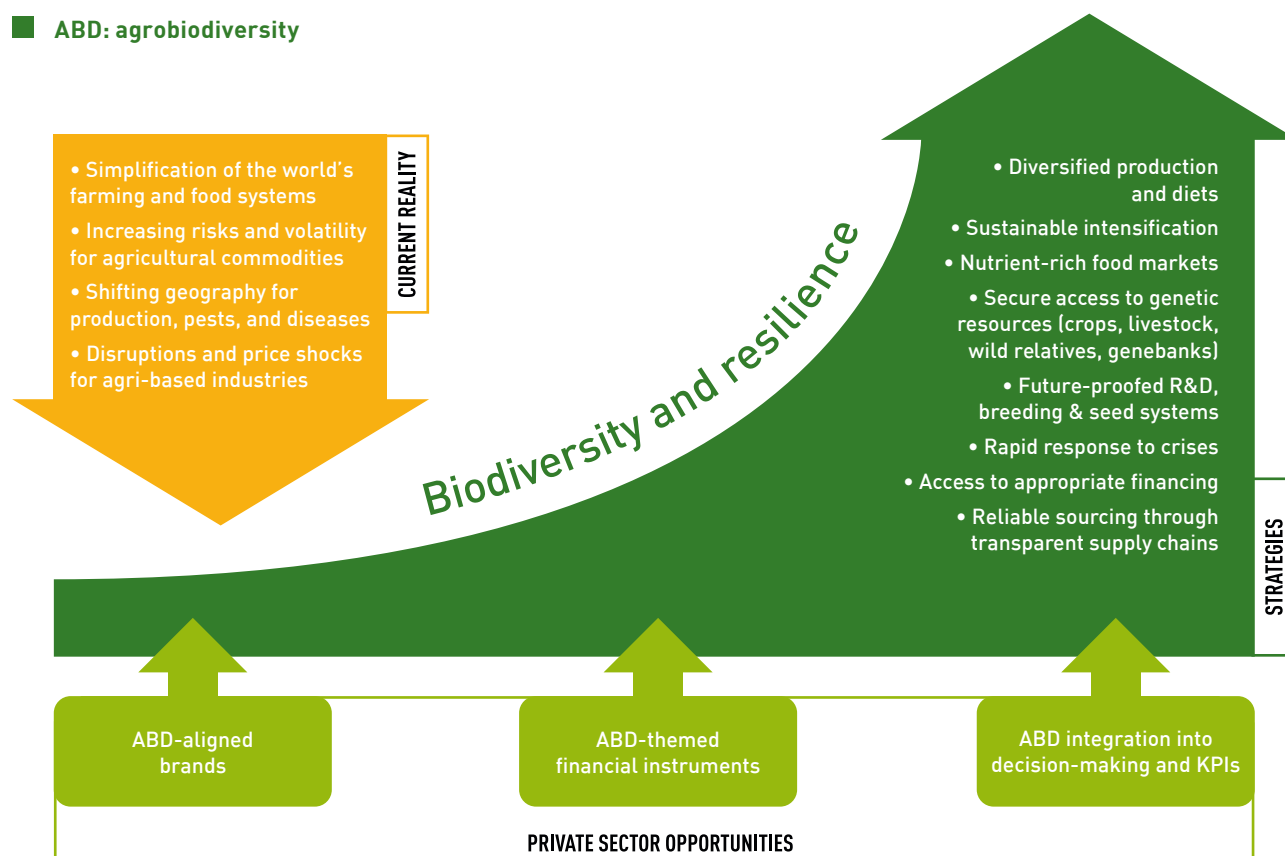 ABD: agrobiodiversity
• Simplification of the world's
farming and food systems
• Increasing risks and volatility
for agricultural commodities
• Shifting geography for
production, pests, and diseases
• Disruptions and price shocks
for agri-based industries
CURRENT REALITY
Biodiversity and resilience
• Diversified production
and diets
• Sustainable intensification
• Nutrient-rich food markets
• Secure access to genetic
resources (crops, livestock,
wild relatives, genebanks)
• Future-proofed R&D,
breeding & seed systems
• Rapid response to crises
• Access to appropriate financing
• Reliable sourcing through
transparent supply chains
STRATEGIES
ABD-aligned
brands
ABD-themed
financial instruments
ABD integration into
decision-making and KPIs
PRIVATE SECTOR OPPORTUNITIES